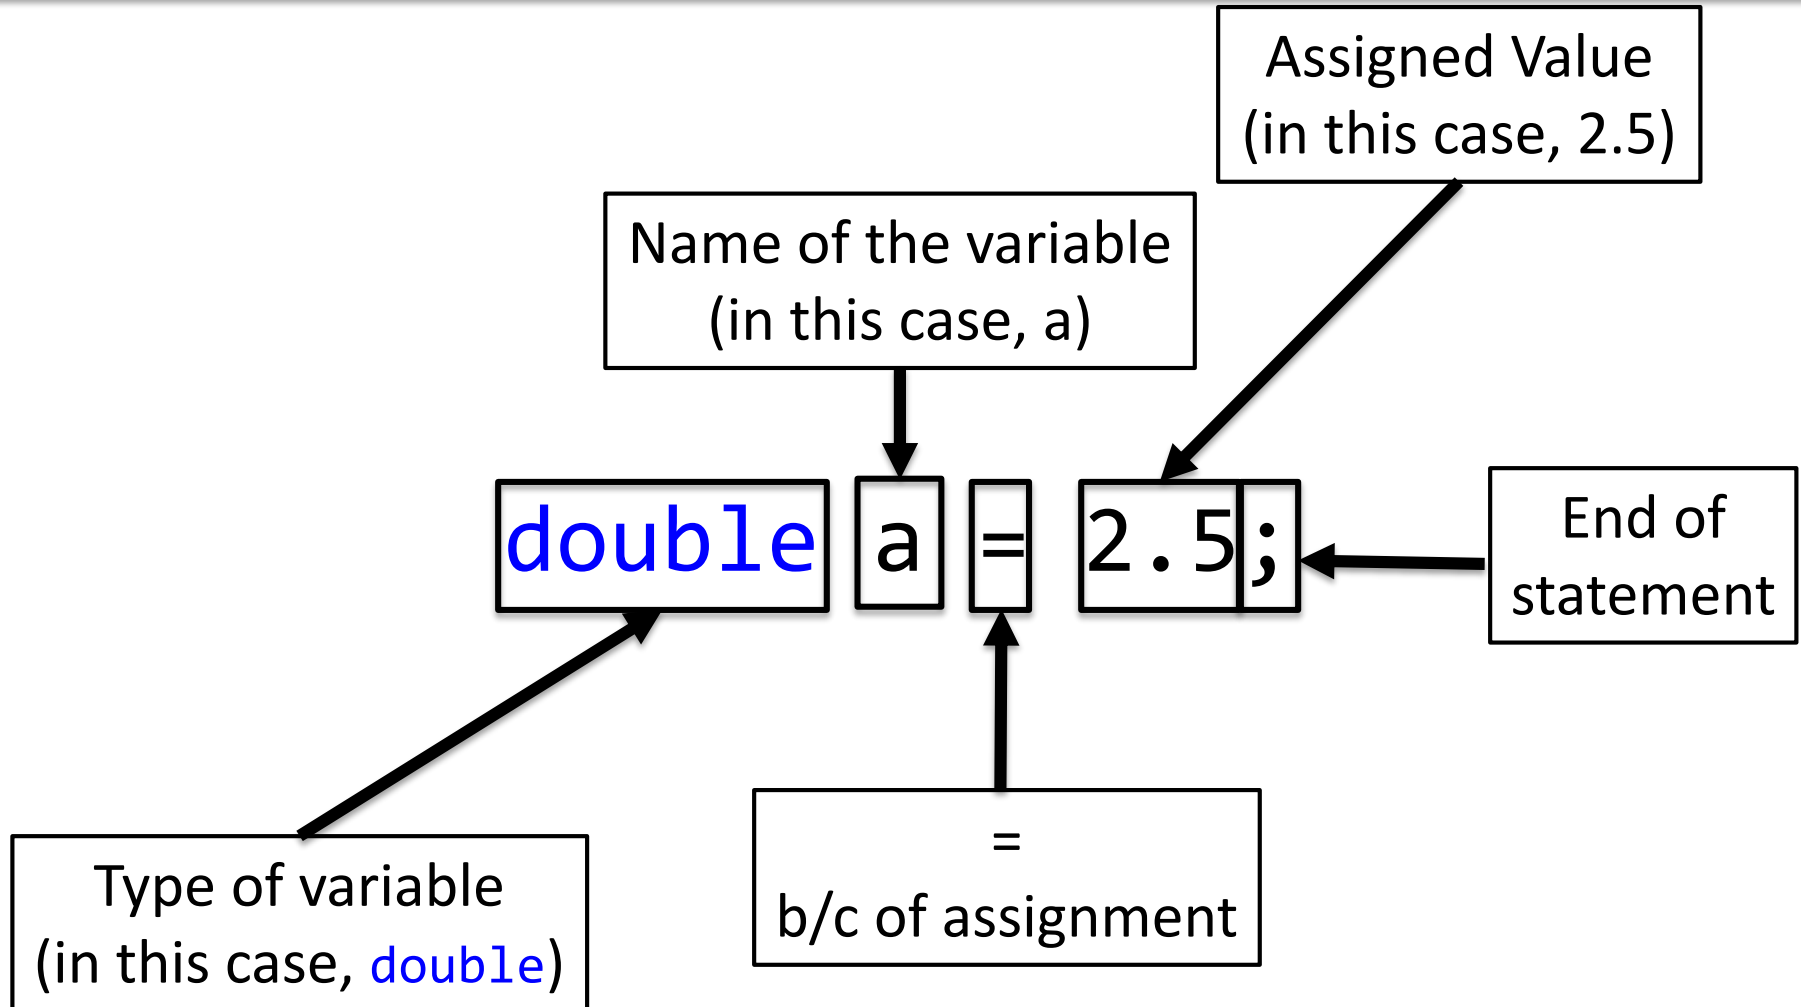 Assigned Value
(in this case, 2.5)
Name of the variable
(in this case, a)
double a = 2.5;
End of
statement
=
b/c of assignment
Type of variable
(in this case, double)